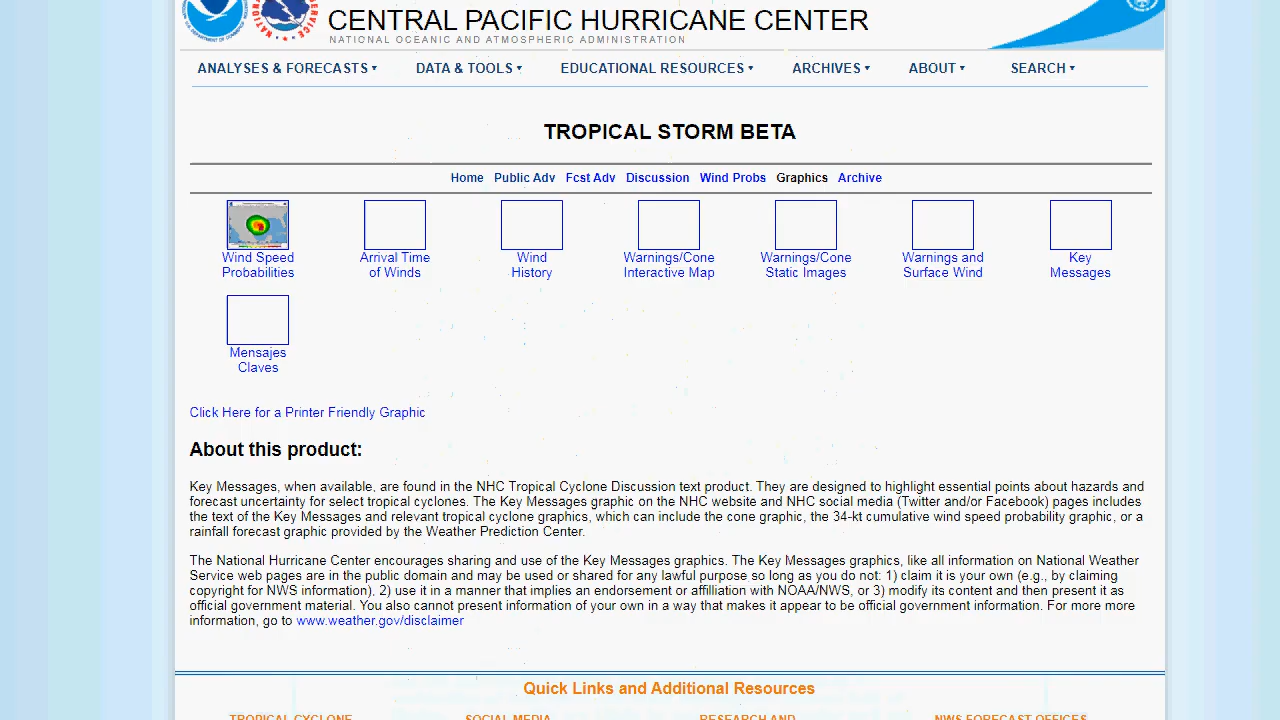 CENTRAL PACIFIC HURRICANE CENTER
NATIONAL OCEANIC AND ATMOSPHERIC ADMINISTRATION
ANALYSES & FORECASTS▾ DATA & TOOLS▾ EDUCATIONAL RESOURCES▾ ARCHIVES▾ ABOUT▾ SEARCH▾
TROPICAL STORM BETA
Home Public Adv Fcst Adv Discussion Wind Probs Graphics Archive
Wind Speed
Probabilities
Arrival Time
of Winds
Wind
History
Warnings/Cone
Interactive Map
Warnings/Cone
Static Images
Warnings and
Surface Wind
Key
Messages
Mensajes
Claves
Click Here for a Printer Friendly Graphic
About this product:
Key Messages, when available, are found in the NHC Tropical Cyclone Discussion text product. They are designed to highlight essential points about hazards and
forecast uncertainty for select tropical cyclones. The Key Messages graphic on the NHC website and NHC social media (Twitter and/or Facebook) pages includes
the text of the Key Messages and relevant tropical cyclone graphics, which can include the cone graphic, the 34-kt cumulative wind speed probability graphic, or a
rainfall forecast graphic provided by the Weather Prediction Center.
The National Hurricane Center encourages sharing and use of the Key Messages graphics. The Key Messages graphics, like all information on National Weather
Service web pages are in the public domain and may be used or shared for any lawful purpose so long as you do not: 1) claim it is your own (e.g., by claiming
copyright for NWS information), 2) use it in a manner that implies an endorsement or affilliation with NOAA/NWS, or 3) modify its content and then present it as
official government material. You also cannot present information of your own in a way that makes it appear to be official government information. For more more
information, go to www.weather.gov/disclaimer
Quick Links and Additional Resources
TROPICAL CYCLONE SOCIAL MEDIA RESEARCH AND NWS FORECAST OFFICES